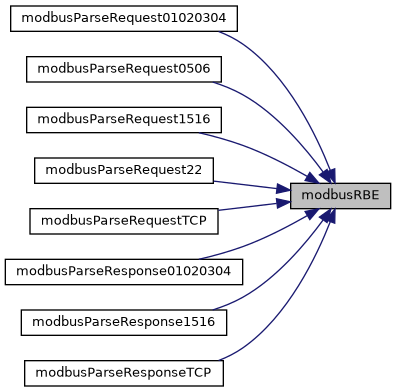 modbusParseRequest01020304
modbusParseRequest0506
modbusParseRequest1516
modbusParseRequest22
modbusRBE
modbusParseRequestTCP
modbusParseResponse01020304
modbusParseResponse1516
modbusParseResponseTCP